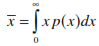 x̄ = ∫₀ x p(x)dx